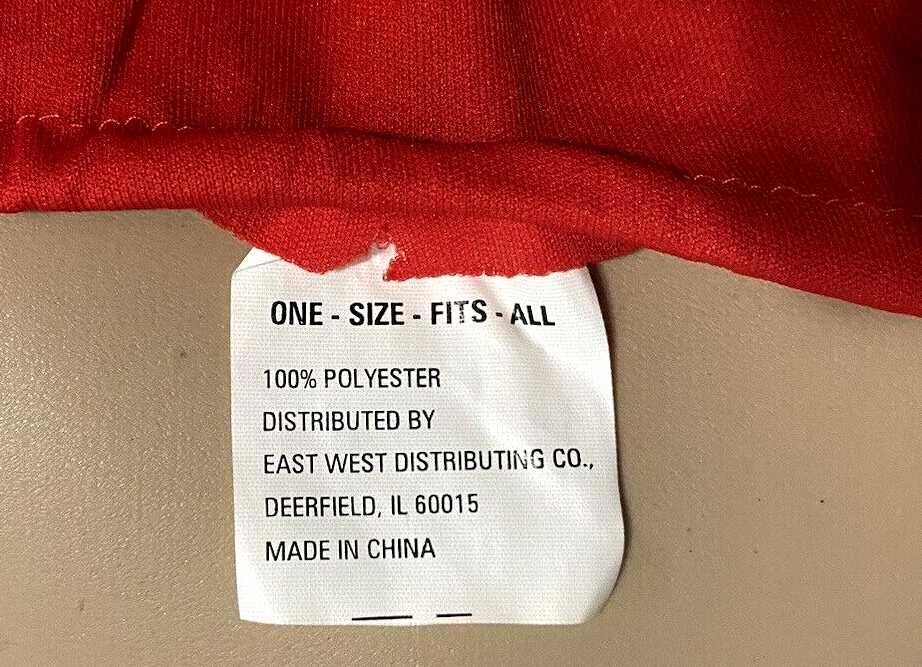 ONE - SIZE - FITS - ALL
100% POLYESTER
DISTRIBUTED BY
EAST WEST DISTRIBUTING CO.,
DEERFIELD, IL 60015
MADE IN CHINA